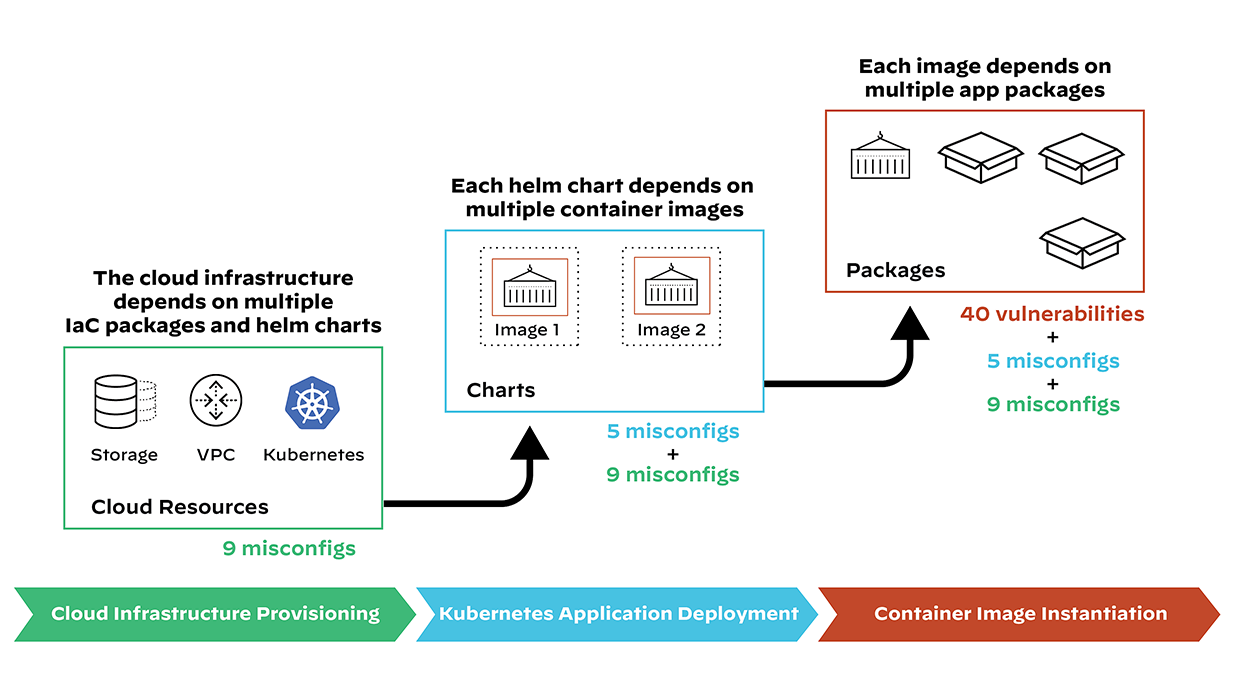 Each image depends on
multiple app packages
Packages
40 vulnerabilities
+
5 misconfigs
+
9 misconfigs
Each helm chart depends on
multiple container images
Image 1
Image 2
Charts
5 misconfigs
+
9 misconfigs
The cloud infrastructure
depends on multiple
IaC packages and helm charts
Storage
VPC
Kubernetes
Cloud Resources
9 misconfigs
Cloud Infrastructure Provisioning
Kubernetes Application Deployment
Container Image Instantiation